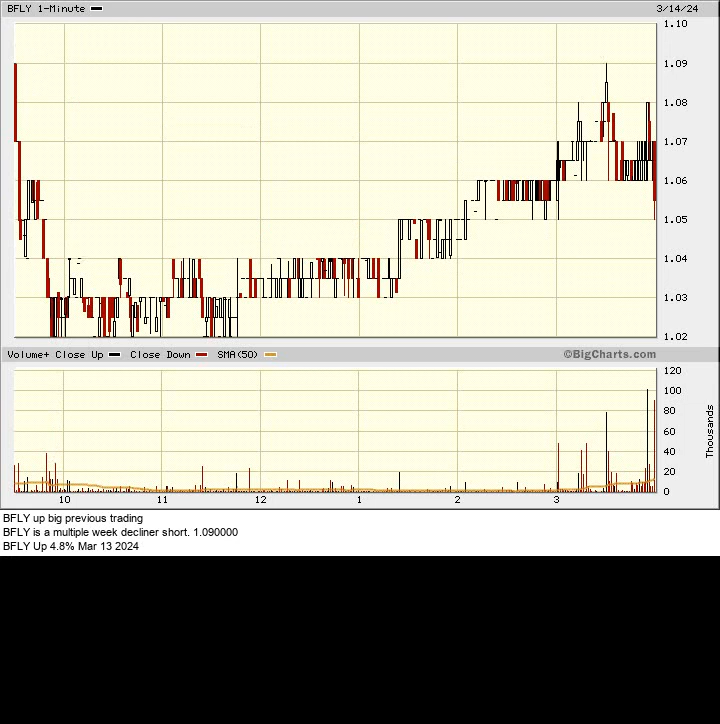 BFLY 1-Minute 3/14/24
1.10
1.09
1.08
1.07
1.06
1.05
1.04
1.03
1.02
Volume+ Close Up Close Down SMA(50) ©BigCharts.com
120
100
80
60
40
20
0
Thousands
10 11 12 1 2 3
BFLY up big previous trading
BFLY is a multiple week decliner short. 1.090000
BFLY Up 4.8% Mar 13 2024